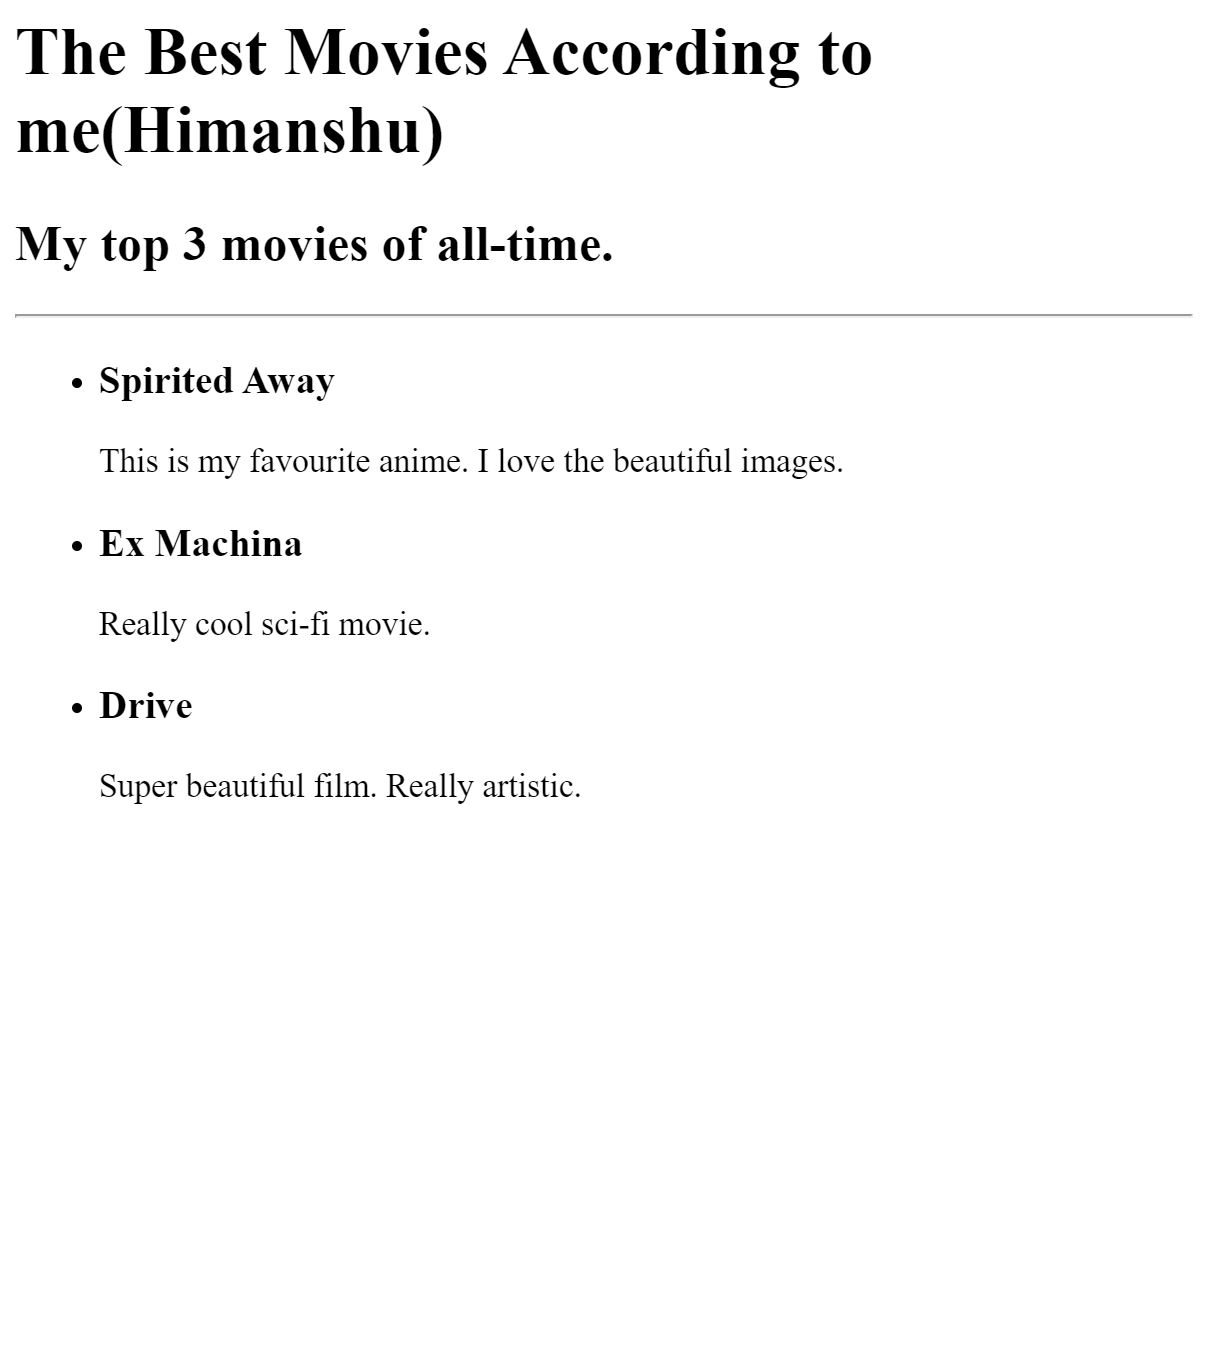 The Best Movies According to
me(Himanshu)
My top 3 movies of all-time.
Spirited Away
This is my favourite anime. I love the beautiful images.
Ex Machina
Really cool sci-fi movie.
Drive
Super beautiful film. Really artistic.